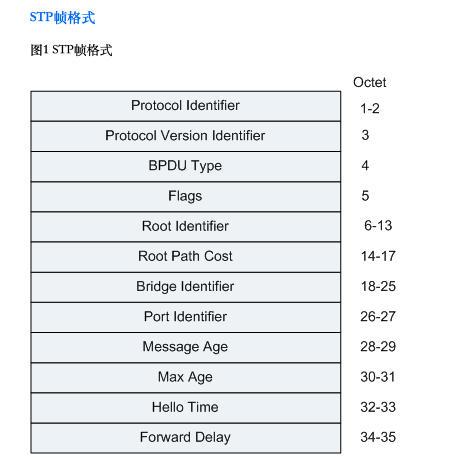 STP帧格式
图1 STP帧格式
Octet
Protocol Identifier 1-2
Protocol Version Identifier 3
BPDU Type 4
Flags 5
Root Identifier 6-13
Root Path Cost 14-17
Bridge Identifier 18-25
Port Identifier 26-27
Message Age 28-29
Max Age 30-31
Hello Time 32-33
Forward Delay 34-35